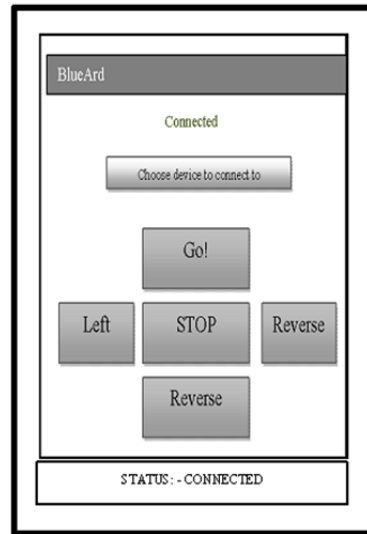 BlueArd
Connected
Choose device to connect to
Go!
Left STOP Reverse
Reverse
STATUS: - CONNECTED